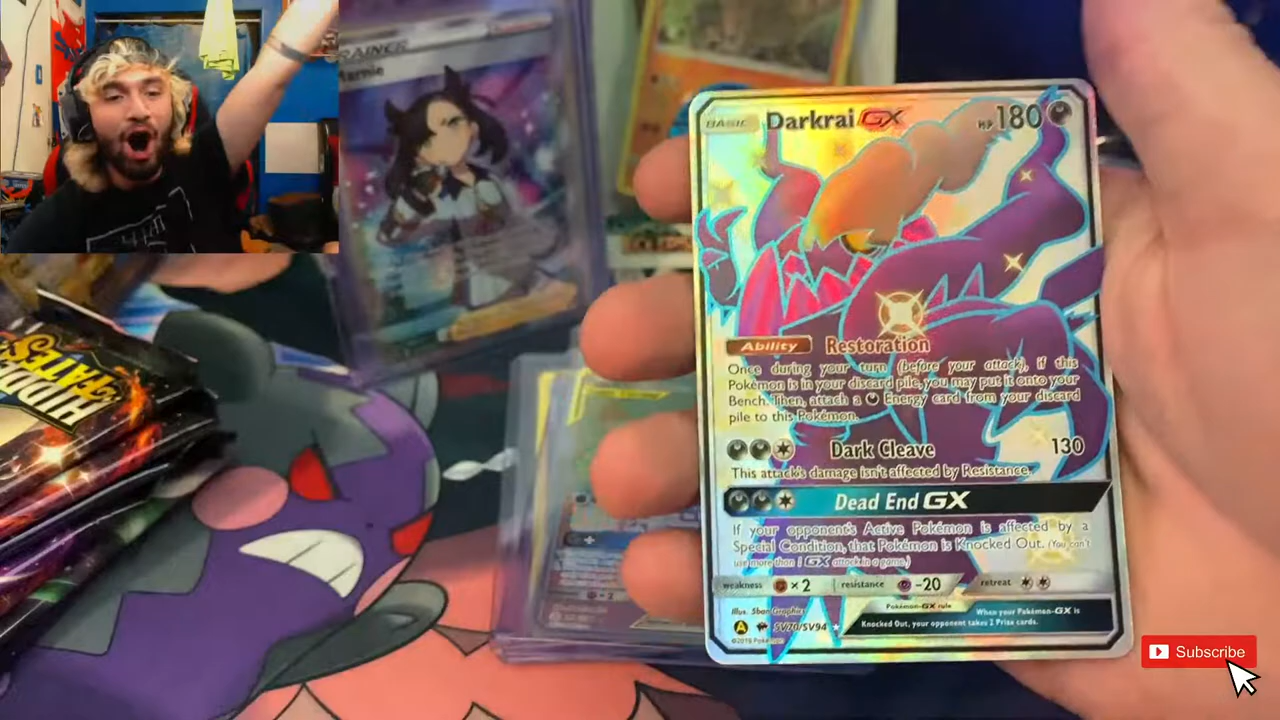 TRAINER
Marnie
HIDDEN
FATES
BASIC Darkrai GX HP 180
Ability Restoration
Once during your turn (before your attack), if this
Pokémon is in your discard pile, you may put it onto your
Bench. Then, attach a Energy card from your discard
pile to this Pokémon.
Dark Cleave 130
This attack's damage isn't affected by Resistance.
Dead End GX
If your opponent's Active Pokémon is affected by a
Special Condition, that Pokémon is Knocked Out. (You can't
use more than 1 GX attack in a game.)
weakness ×2 resistance -20 retreat
Illus. 5ban Graphics
Pokémon-GX rule
When your Pokémon-GX is
Knocked Out, your opponent takes 2 Prize cards.
A SV70/SV94
©2019 Pokémon
Subscribe